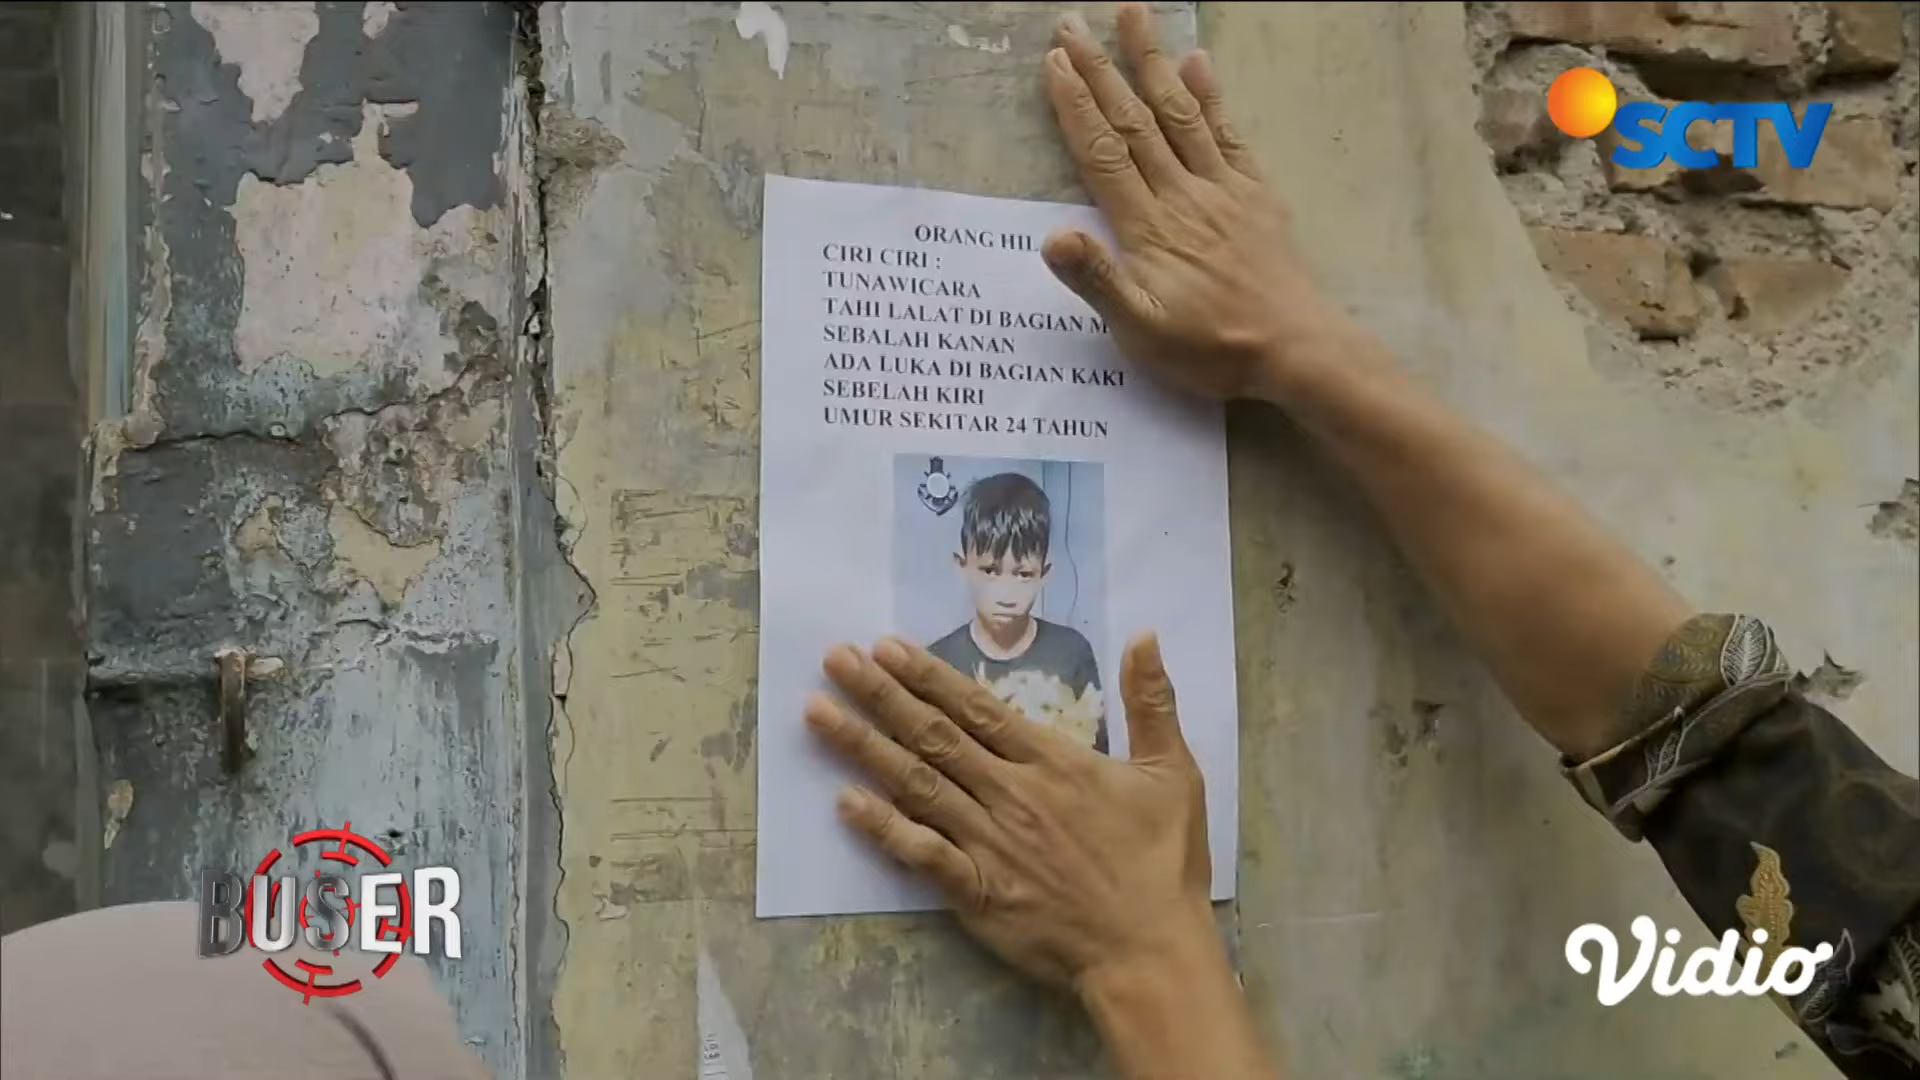 SCTV
ORANG HIL
CIRI CIRI :
TUNAWICARA
TAHI LALAT DI BAGIAN M
SEBALAH KANAN
ADA LUKA DI BAGIAN KAKI
SEBELAH KIRI
UMUR SEKITAR 24 TAHUN
BUSER
Vidio